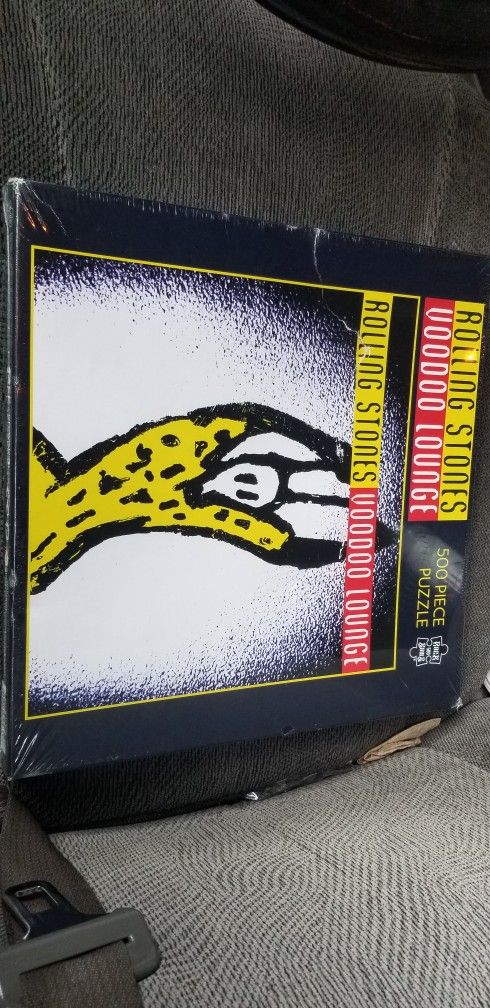 ROLLING STONES
VOODOO LOUNGE
500 PIECE
PUZZLE
ROLLING STONES VOODOO LOUNGE